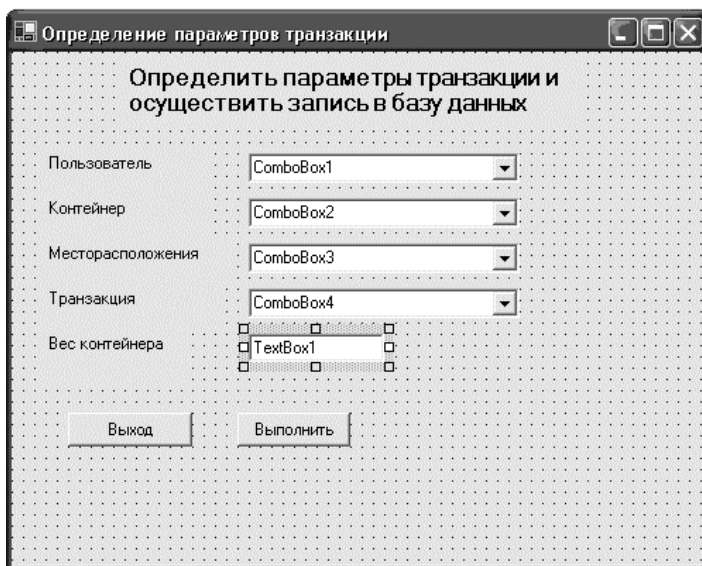 Определение параметров транзакции
Определить параметры транзакции и
осуществить запись в базу данных
Пользователь
ComboBox1
Контейнер
ComboBox2
Месторасположения
ComboBox3
Транзакция
ComboBox4
Вес контейнера
TextBox1
Выход
Выполнить